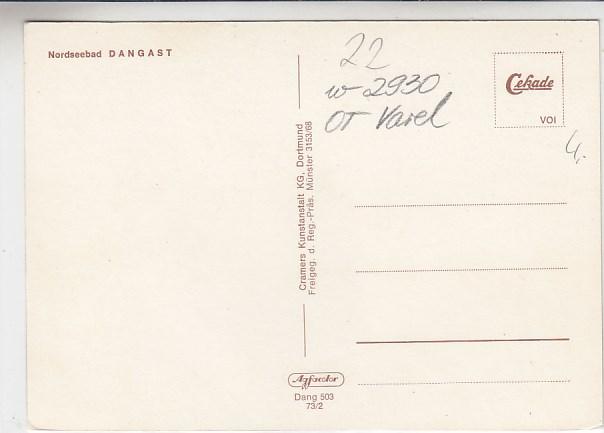 Nordseebad DANGAST
22
w-2930
OT Varel
Cekade
VOI
4,-
Cramers Kunstanstalt KG, Dortmund
Freigeg. d. Reg.-Präs. Münster 3153/68
Agfacolor
Dang 503
73/2